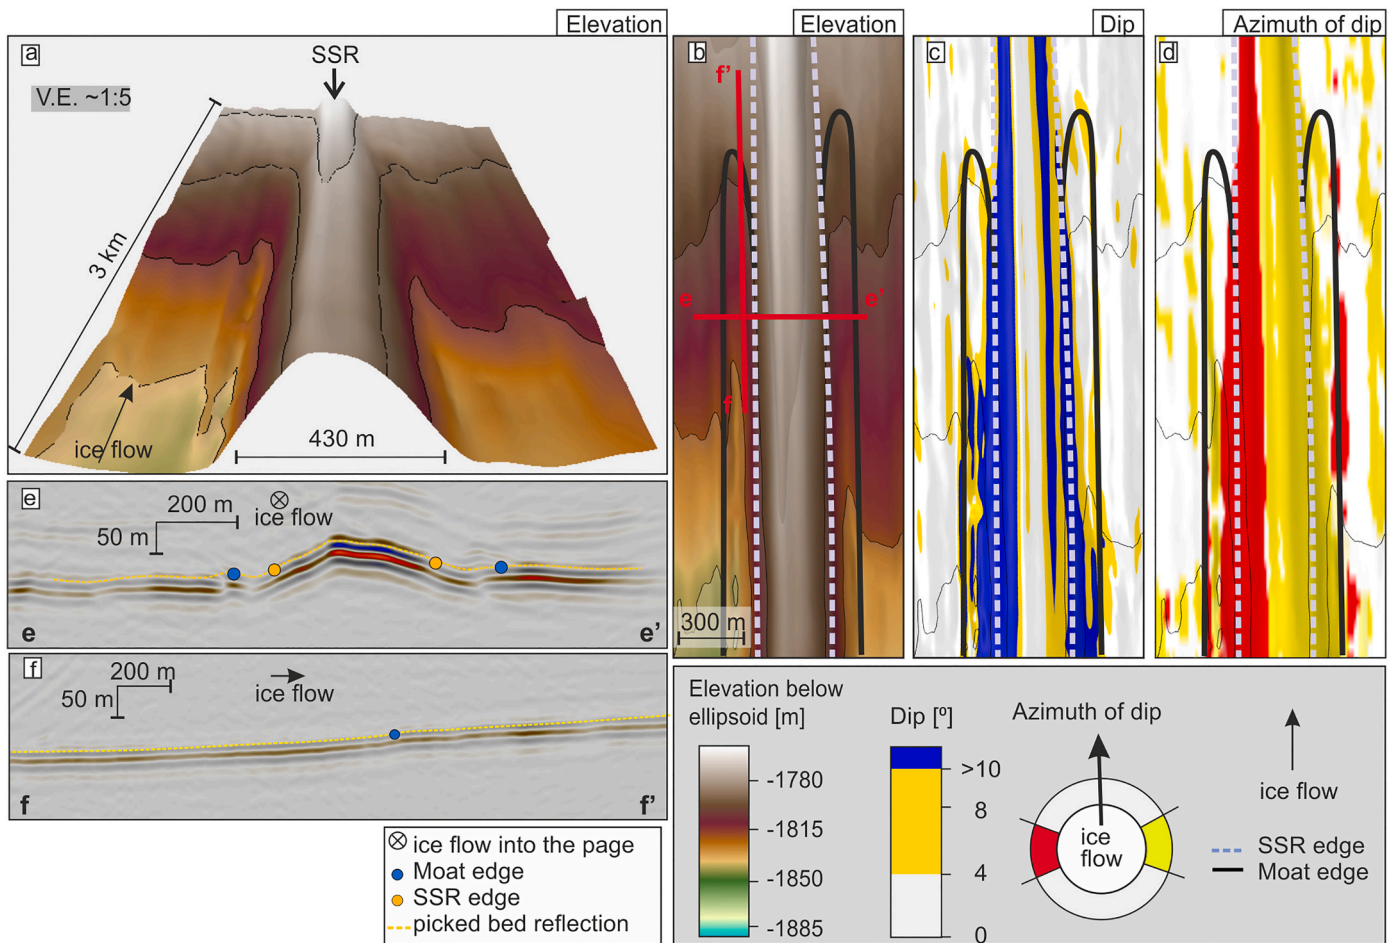 Elevation
Elevation
Dip
Azimuth of dip
a
SSR
V.E. ~1:5
3 km
ice flow
430 m
b
f'
e
e'
f
300 m
c
d
e
200 m
50 m
ice flow
e
e'
f
200 m
50 m
ice flow
f
f'
ice flow into the page
Moat edge
SSR edge
picked bed reflection
Elevation below
ellipsoid [m]
-1780
-1815
-1850
-1885
Dip [º]
>10
8
4
0
Azimuth of dip
ice
flow
ice flow
SSR edge
Moat edge